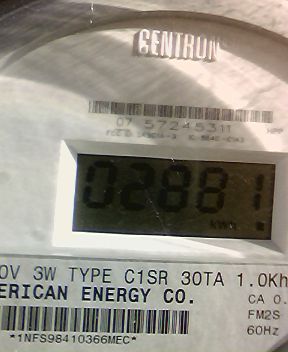 CENTRON
07 57245311
02881
kWh
0V 3W TYPE C1SR 30TA 1.0Kh
ERICAN ENERGY CO.
CA 0.
FM2S
*1NFS98410366MEC*
60Hz